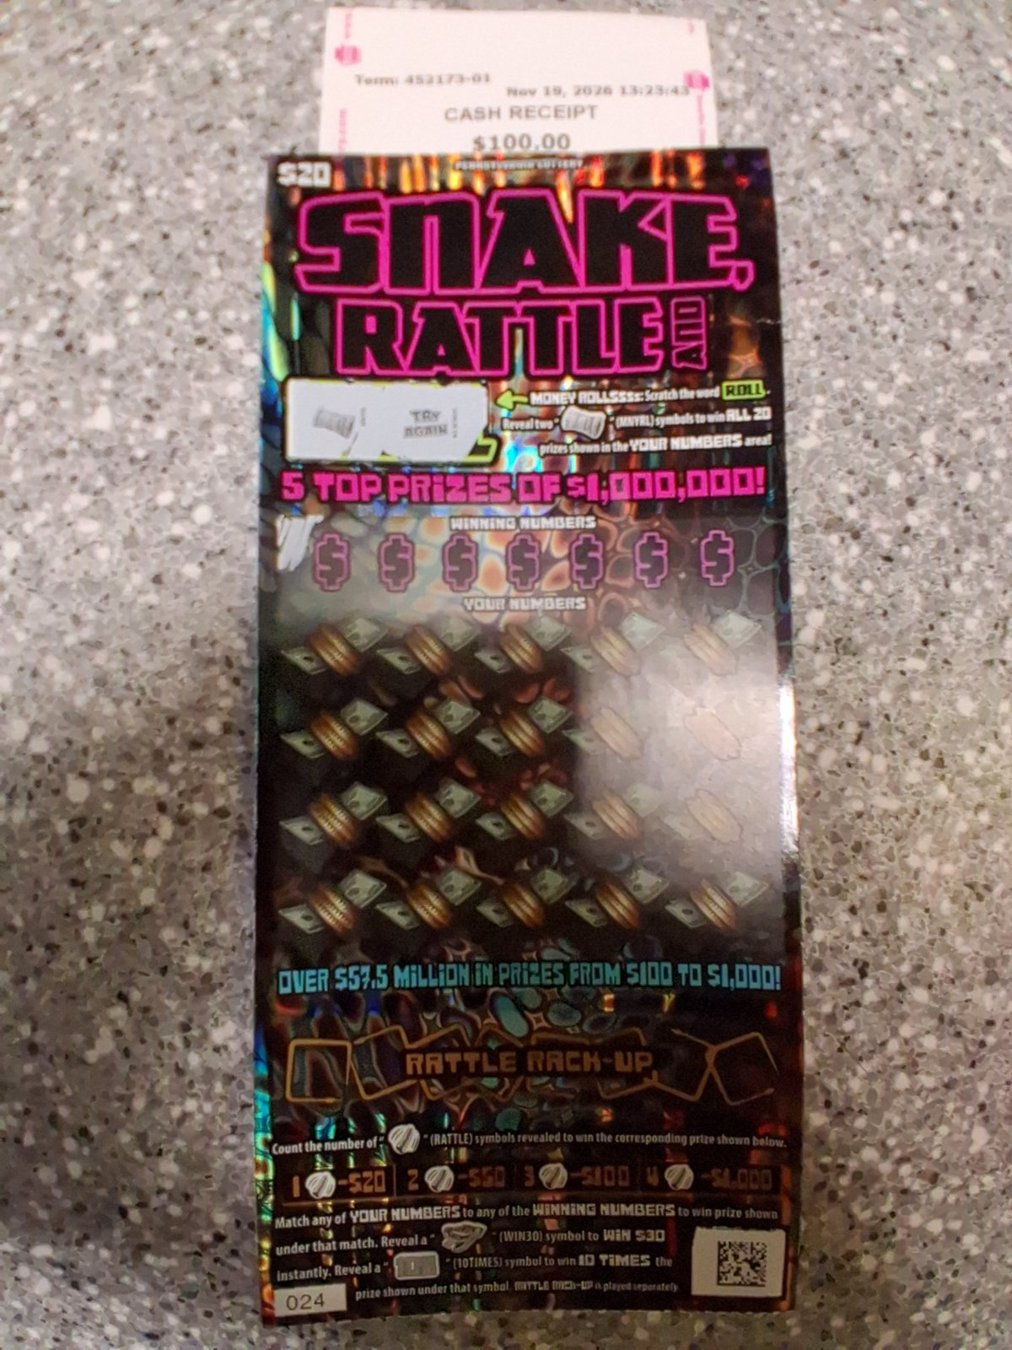 Term: 452173-01
Nov 19, 2026 13:23:43
CASH RECEIPT
$100.00
$20
PENNSYLVANIA LOTTERY
SNAKE,
RATTLE AND
TRY
AGAIN
MONEY ROLLSSSS: Scratch the word ROLL.
Reveal two " " (MNYRL) symbols to win ALL 20
prizes shown in the YOUR NUMBERS area!
5 TOP PRIZES OF $1,000,000!
WINNING NUMBERS
$ $ $ $ $ $ $
YOUR NUMBERS
OVER $57.5 MILLION IN PRIZES FROM $100 TO $1,000!
RATTLE RACK-UP
Count the number of " " (RATTLE) symbols revealed to win the corresponding prize shown below.
1 -$20 2 -$50 3 -$100 4 -$1,000
Match any of YOUR NUMBERS to any of the WINNING NUMBERS to win prize shown
under that match. Reveal a " " (WIN30) symbol to WIN $30
instantly. Reveal a " " (10TIMES) symbol to win 10 TIMES the
prize shown under that symbol. RATTLE RACK-UP is played separately.
024